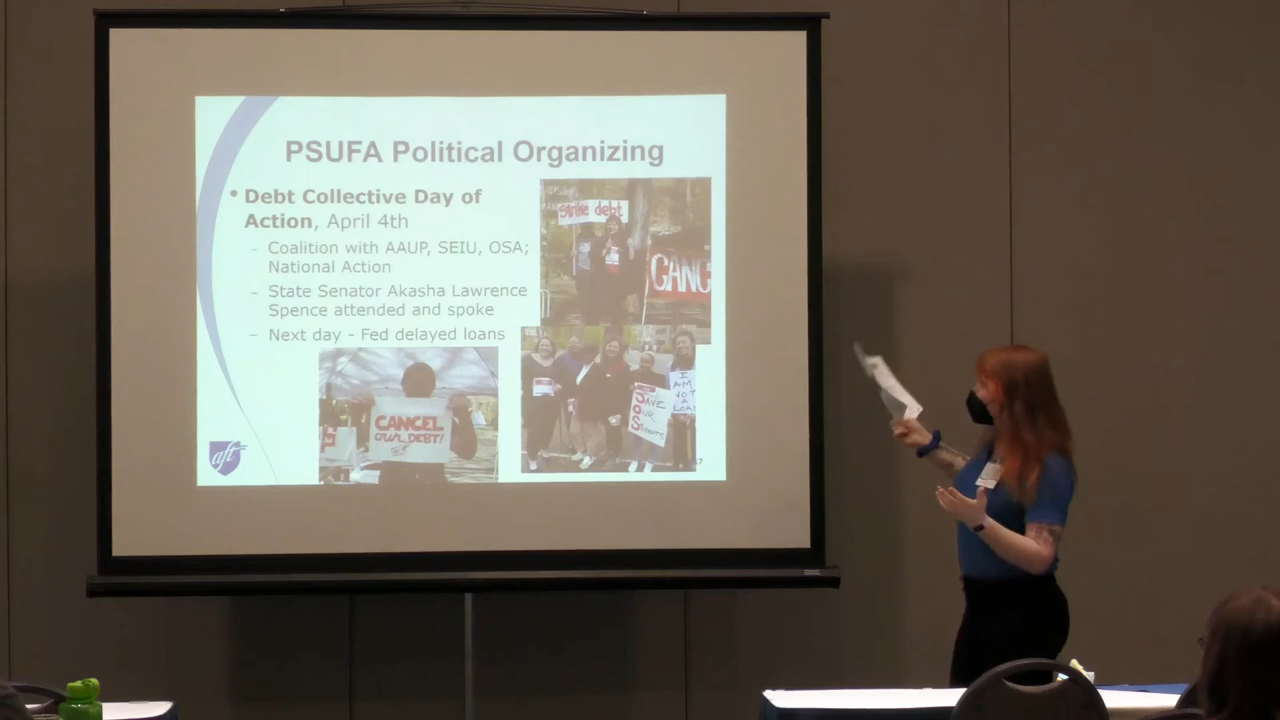 PSUFA Political Organizing
• Debt Collective Day of
Action, April 4th
- Coalition with AAUP, SEIU, OSA;
National Action
- State Senator Akasha Lawrence
Spence attended and spoke
- Next day - Fed delayed loans
strike debt
CANC
CANCEL
our DEBT!
SAVE
OUR
STUDENTS
I
AM
NOT
A
LOAN
aft